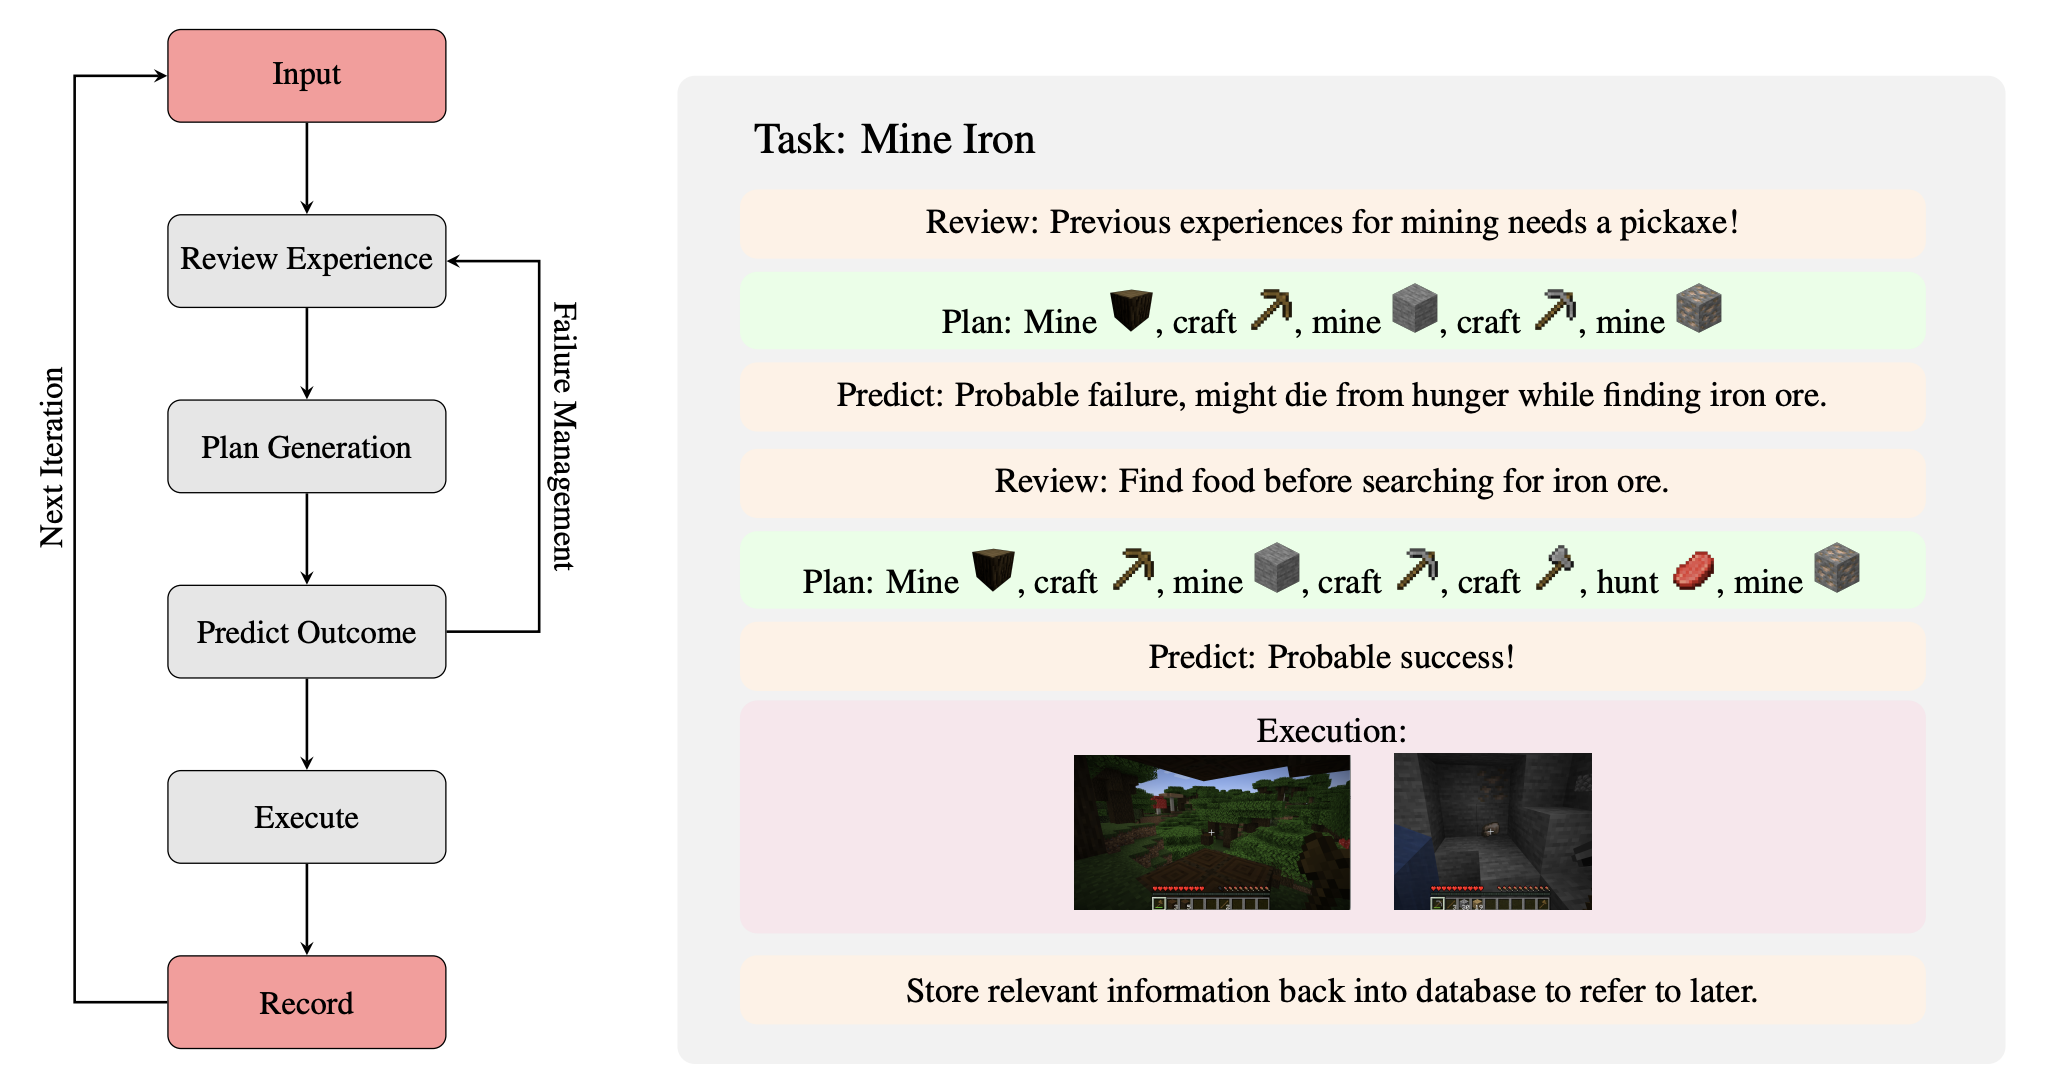 Input
Review Experience
Plan Generation
Predict Outcome
Execute
Record
Next Iteration
Failure Management
Task: Mine Iron
Review: Previous experiences for mining needs a pickaxe!
Plan: Mine , craft , mine , craft , mine
Predict: Probable failure, might die from hunger while finding iron ore.
Review: Find food before searching for iron ore.
Plan: Mine , craft , mine , craft , craft , hunt , mine
Predict: Probable success!
Execution:
Store relevant information back into database to refer to later.